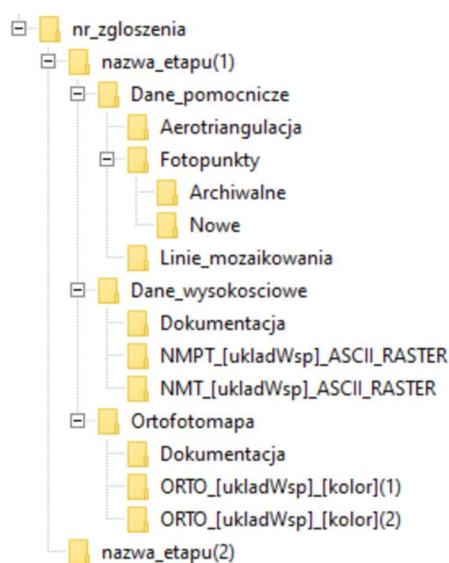 nr_zgloszenia
nazwa_etapu(1)
Dane_pomocnicze
Aerotriangulacja
Fotopunkty
Archiwalne
Nowe
Linie_mozaikowania
Dane_wysokosciowe
Dokumentacja
NMPT_[ukladWsp]_ASCII_RASTER
NMT_[ukladWsp]_ASCII_RASTER
Ortofotomapa
Dokumentacja
ORTO_[ukladWsp]_[kolor](1)
ORTO_[ukladWsp]_[kolor](2)
nazwa_etapu(2)